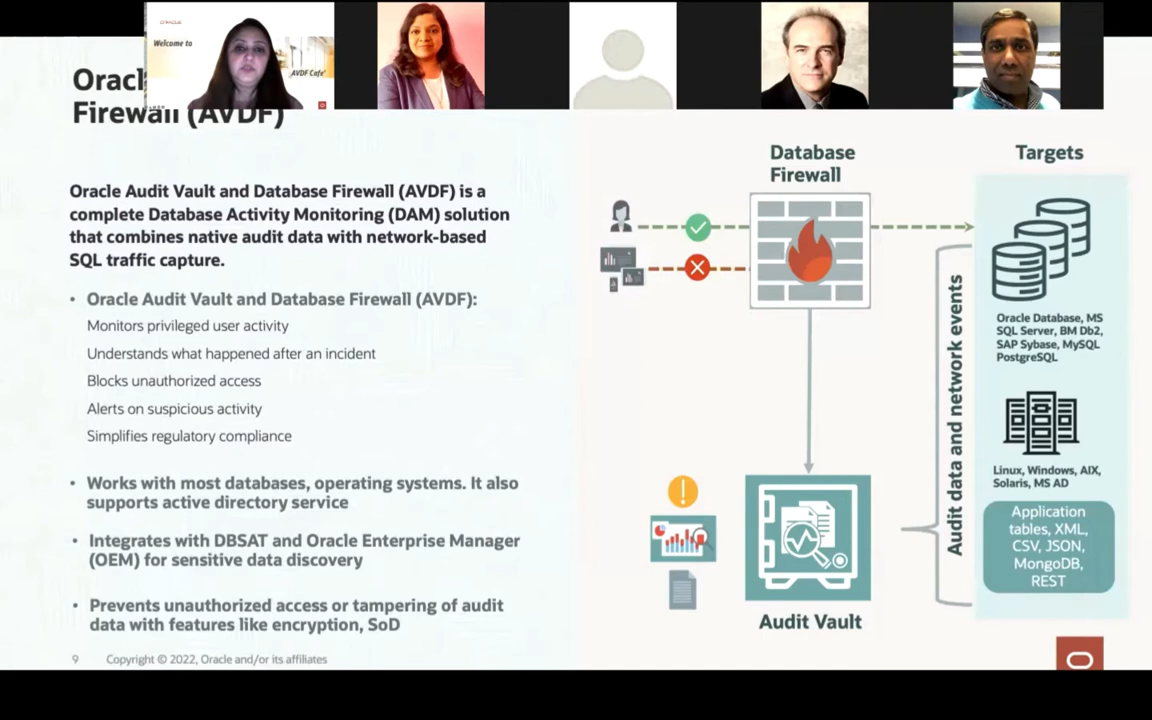 ORACLE
Welcome to
AVDF Cafe'
Oracl
Firewall (AVDF)
Oracle Audit Vault and Database Firewall (AVDF) is a
complete Database Activity Monitoring (DAM) solution
that combines native audit data with network-based
SQL traffic capture.
• Oracle Audit Vault and Database Firewall (AVDF):
Monitors privileged user activity
Understands what happened after an incident
Blocks unauthorized access
Alerts on suspicious activity
Simplifies regulatory compliance
• Works with most databases, operating systems. It also
supports active directory service
• Integrates with DBSAT and Oracle Enterprise Manager
(OEM) for sensitive data discovery
• Prevents unauthorized access or tampering of audit
data with features like encryption, SoD
9 Copyright © 2022, Oracle and/or its affiliates
Database
Firewall
Audit Vault
Audit data and network events
Targets
Oracle Database, MS
SQL Server, BM Db2,
SAP Sybase, MySQL
PostgreSQL
Linux, Windows, AIX,
Solaris, MS AD
Application
tables, XML,
CSV, JSON,
MongoDB,
REST